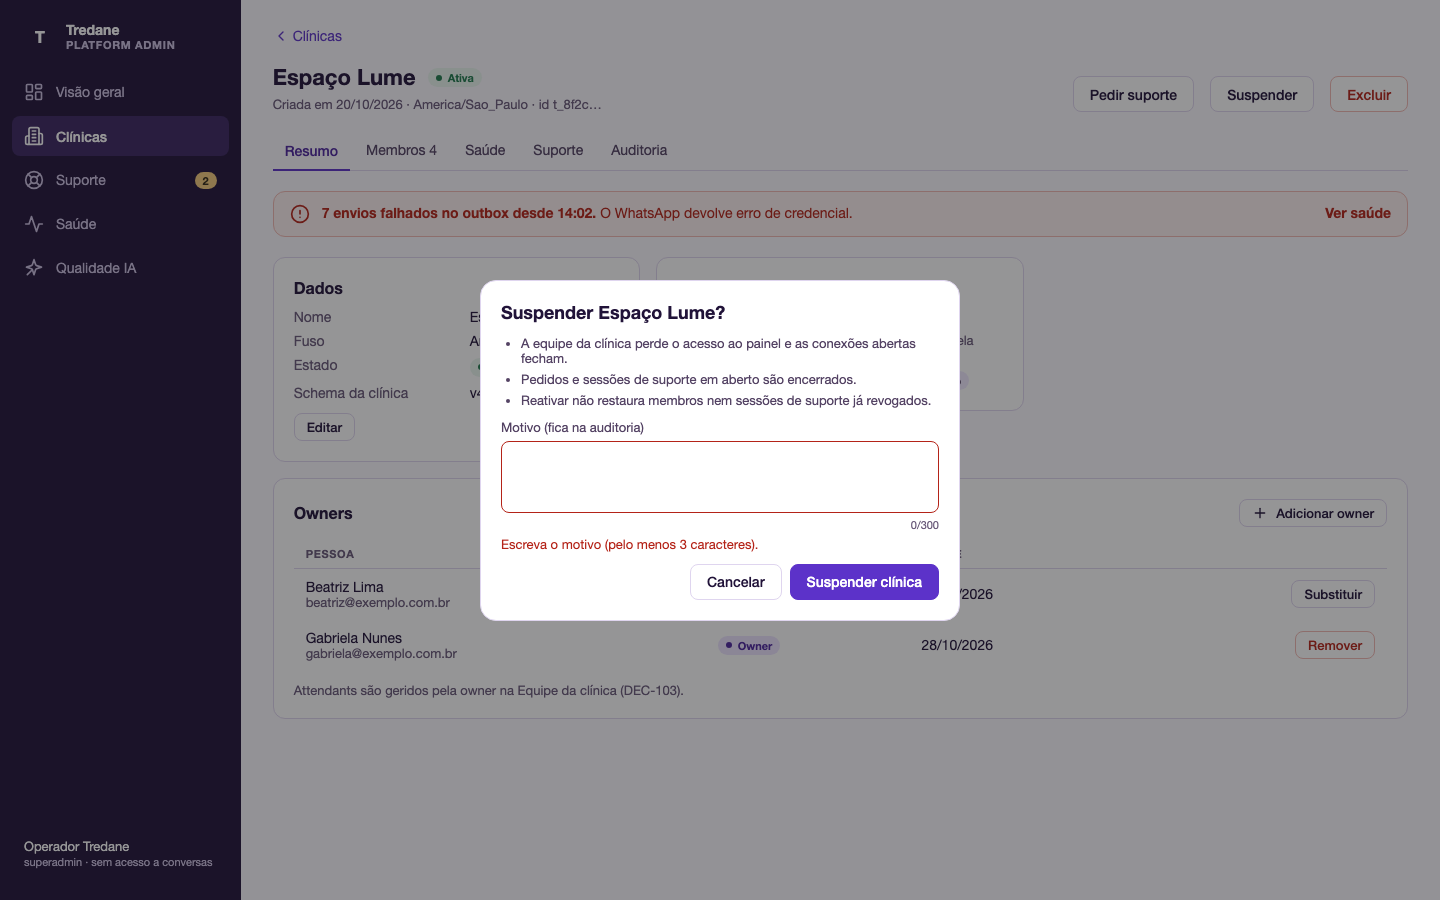 T
Tredane
PLATFORM ADMIN
Visão geral
Clínicas
Suporte
2
Saúde
Qualidade IA
Operador Tredane
superadmin · sem acesso a conversas
Clínicas
Espaço Lume
Ativa
Criada em 20/10/2026 · America/Sao_Paulo · id t_8f2c…
Pedir suporte
Suspender
Excluir
Resumo
Membros 4
Saúde
Suporte
Auditoria
7 envios falhados no outbox desde 14:02. O WhatsApp devolve erro de credencial.
Ver saúde
Dados
Nome
Fuso
Estado
Schema da clínica
Editar
Suspender Espaço Lume?
• A equipe da clínica perde o acesso ao painel e as conexões abertas
fecham.
• Pedidos e sessões de suporte em aberto são encerrados.
• Reativar não restaura membros nem sessões de suporte já revogados.
Motivo (fica na auditoria)
0/300
Escreva o motivo (pelo menos 3 caracteres).
Cancelar
Suspender clínica
Owners
Adicionar owner
PESSOA
Beatriz Lima
beatriz@exemplo.com.br
/2026
Substituir
Gabriela Nunes
gabriela@exemplo.com.br
Owner
28/10/2026
Remover
Attendants são geridos pela owner na Equipe da clínica (DEC-103).